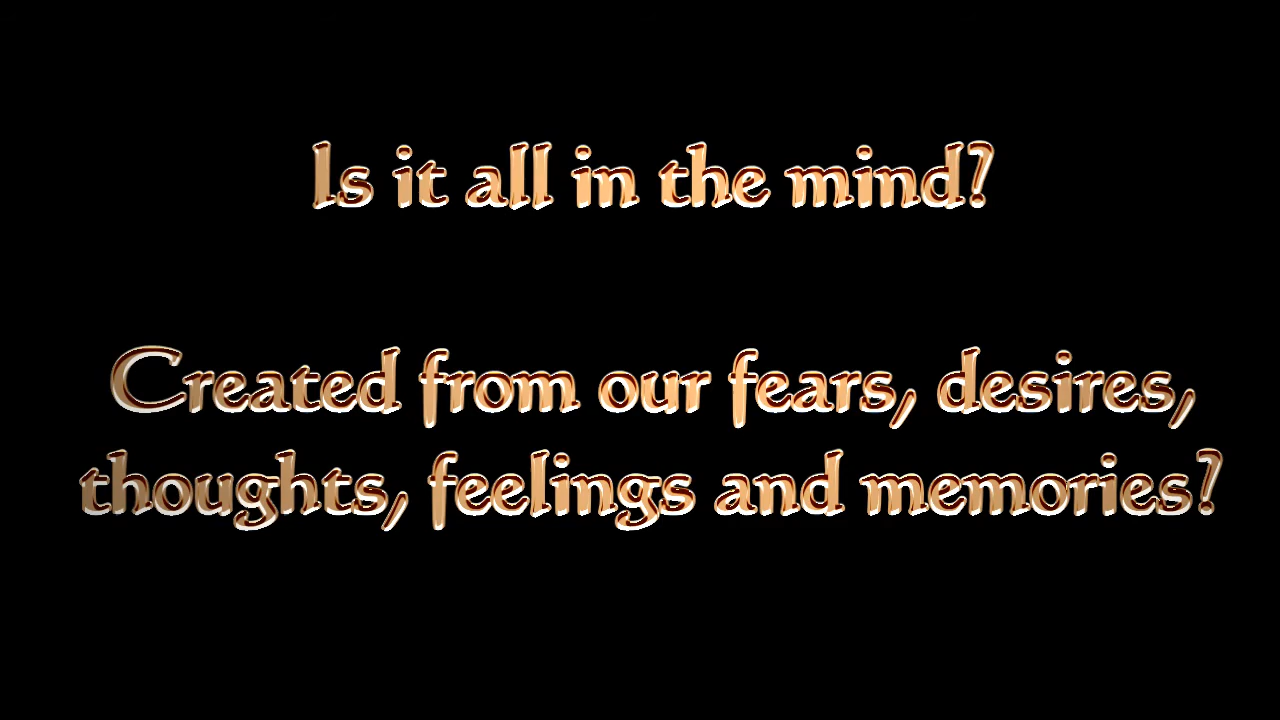 Is it all in the mind?
Created from our fears, desires,
thoughts, feelings and memories?